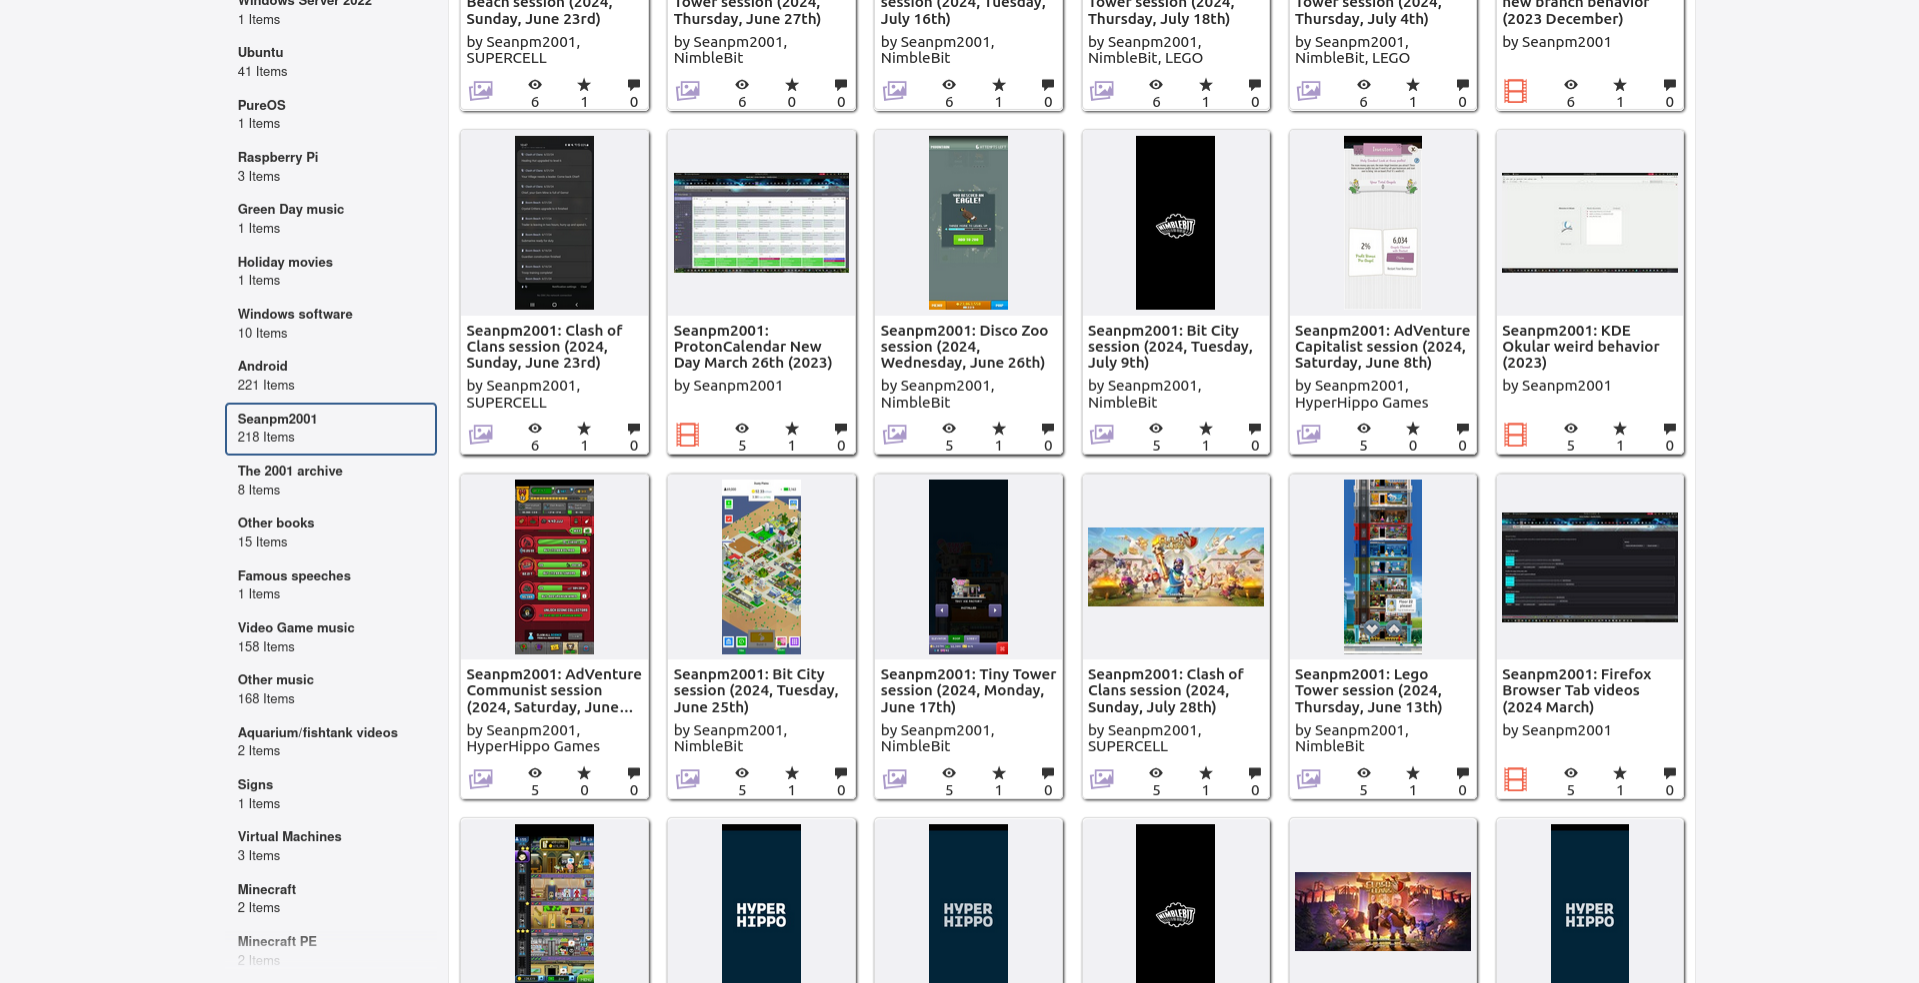 Windows Server 2022
1 Items
Ubuntu
41 Items
PureOS
1 Items
Raspberry Pi
3 Items
Green Day music
1 Items
Holiday movies
1 Items
Windows software
10 Items
Android
221 Items
Seanpm2001
218 Items
The 2001 archive
8 Items
Other books
15 Items
Famous speeches
1 Items
Video Game music
158 Items
Other music
168 Items
Aquarium/fishtank videos
2 Items
Signs
1 Items
Virtual Machines
3 Items
Minecraft
2 Items
Minecraft PE
2 Items
Beach session (2024,
Sunday, June 23rd)
by Seanpm2001,
SUPERCELL
6 1 0
Tower session (2024,
Thursday, June 27th)
by Seanpm2001,
NimbleBit
6 0 0
session (2024, Tuesday,
July 16th)
by Seanpm2001,
NimbleBit
6 1 0
Tower session (2024,
Thursday, July 18th)
by Seanpm2001,
NimbleBit, LEGO
6 1 0
Tower session (2024,
Thursday, July 4th)
by Seanpm2001,
NimbleBit, LEGO
6 1 0
new branch behavior
(2023 December)
by Seanpm2001
6 1 0
Seanpm2001: Clash of
Clans session (2024,
Sunday, June 23rd)
by Seanpm2001,
SUPERCELL
6 1 0
Seanpm2001:
ProtonCalendar New
Day March 26th (2023)
by Seanpm2001
5 1 0
EAGLE!
Seanpm2001: Disco Zoo
session (2024,
Wednesday, June 26th)
by Seanpm2001,
NimbleBit
5 1 0
NIMBLEBIT
Seanpm2001: Bit City
session (2024, Tuesday,
July 9th)
by Seanpm2001,
NimbleBit
5 1 0
Investors
2%
6,034
Seanpm2001: AdVenture
Capitalist session (2024,
Saturday, June 8th)
by Seanpm2001,
HyperHippo Games
5 0 0
Seanpm2001: KDE
Okular weird behavior
(2023)
by Seanpm2001
5 1 0
Seanpm2001: AdVenture
Communist session
(2024, Saturday, June...
by Seanpm2001,
HyperHippo Games
5 0 0
Seanpm2001: Bit City
session (2024, Tuesday,
June 25th)
by Seanpm2001,
NimbleBit
5 1 0
Seanpm2001: Tiny Tower
session (2024, Monday,
June 17th)
by Seanpm2001,
NimbleBit
5 1 0
Seanpm2001: Clash of
Clans session (2024,
Sunday, July 28th)
by Seanpm2001,
SUPERCELL
5 1 0
Seanpm2001: Lego
Tower session (2024,
Thursday, June 13th)
by Seanpm2001,
NimbleBit
5 1 0
Seanpm2001: Firefox
Browser Tab videos
(2024 March)
by Seanpm2001
5 1 0
HYPER
HIPPO
HYPER
HIPPO
NIMBLEBIT
HYPER
HIPPO